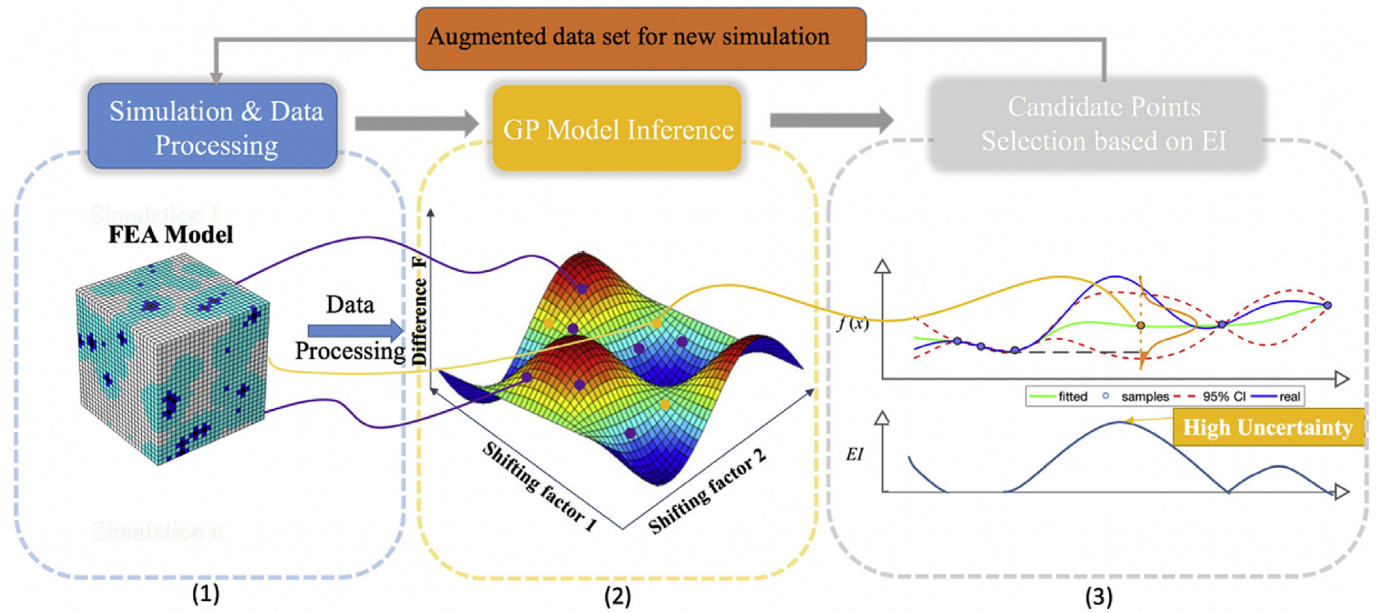 Augmented data set for new simulation
Simulation & Data
Processing
GP Model Inference
Candidate Points
Selection based on EI
Simulation 1
FEA Model
Data
Processing
Simulation n
(1)
Difference F
Shifting factor 1
Shifting factor 2
(2)
f (x)
fitted samples 95% CI real
High Uncertainty
EI
(3)